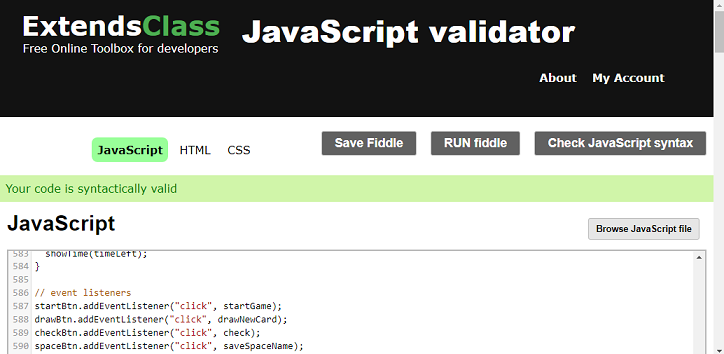 ExtendsClass
Free Online Toolbox for developers
JavaScript validator
About My Account
JavaScript HTML CSS
Save Fiddle RUN fiddle Check JavaScript syntax
Your code is syntactically valid
JavaScript
Browse JavaScript file
583 showTime(timeLeft);
584 }
585
586 // event listeners
587 startBtn.addEventListener("click", startGame);
588 drawBtn.addEventListener("click", drawNewCard);
589 checkBtn.addEventListener("click", check);
590 spaceBtn.addEventListener("click", saveSpaceName);